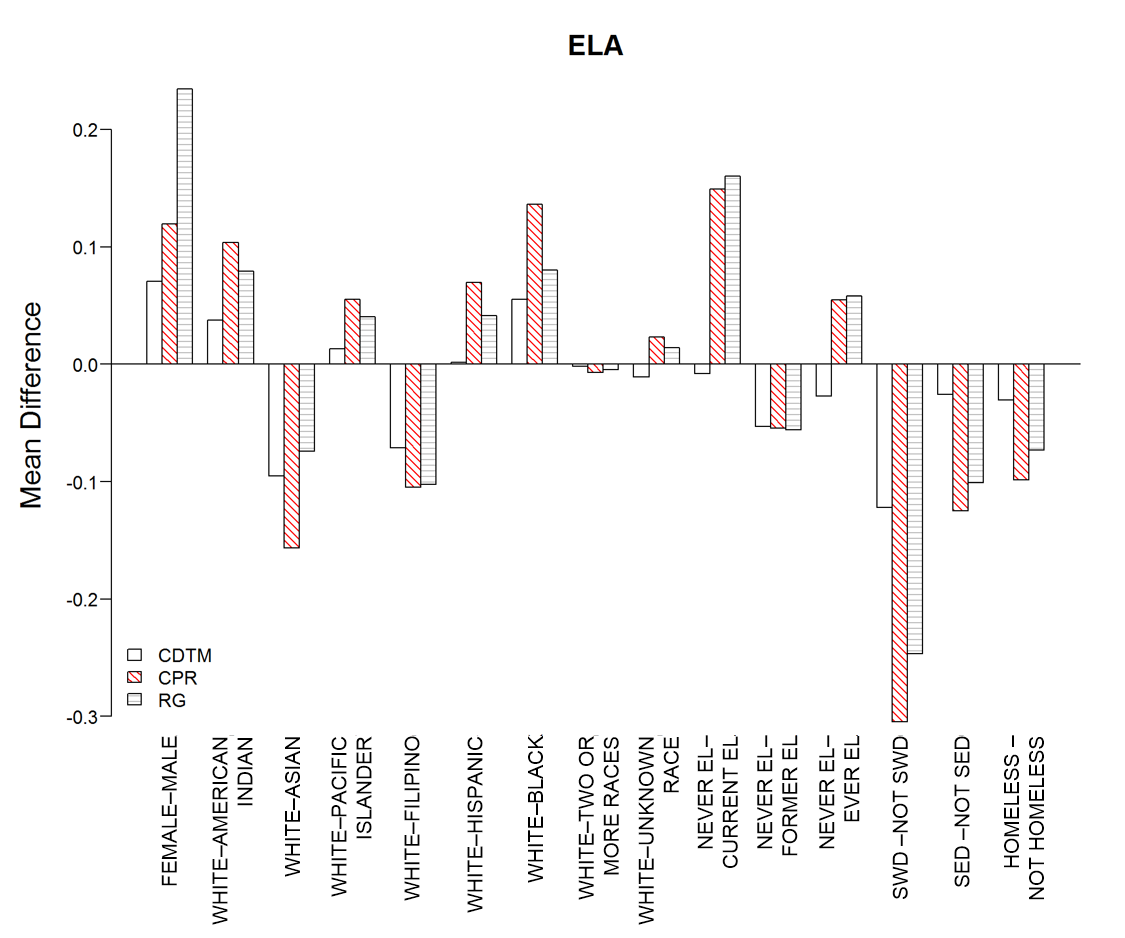 ELA
Mean Difference
0.2
0.1
0.0
-0.1
-0.2
-0.3
CDTM
CPR
RG
FEMALE–MALE
WHITE–AMERICAN
INDIAN
WHITE–ASIAN
WHITE–PACIFIC
ISLANDER
WHITE–FILIPINO
WHITE–HISPANIC
WHITE–BLACK
WHITE–TWO OR
MORE RACES
WHITE–UNKNOWN
RACE
NEVER EL–
CURRENT EL
NEVER EL–
FORMER EL
NEVER EL–
EVER EL
SWD –NOT SWD
SED –NOT SED
HOMELESS –
NOT HOMELESS